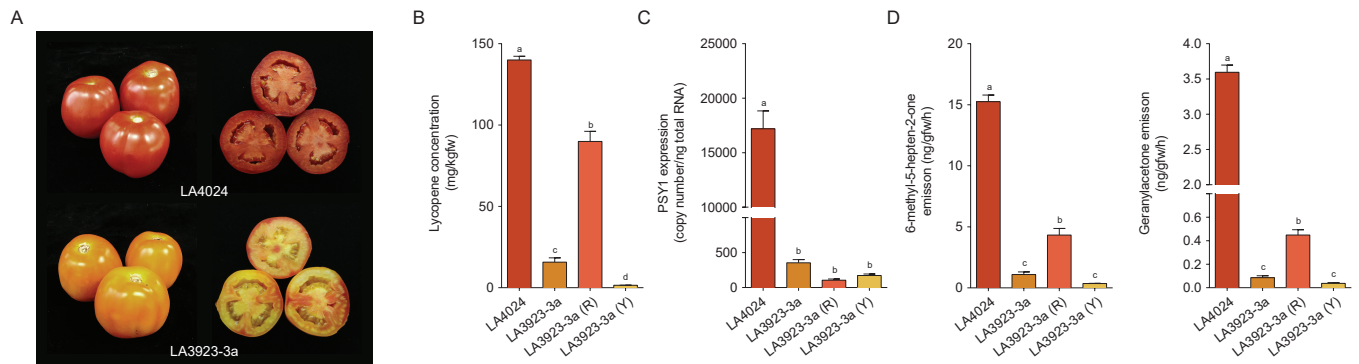 A
LA4024
LA3923-3a
B
Lycopene concentration
(mg/kgfw)
150
100
50
0
a
c
b
d
LA4024
LA3923-3a
LA3923-3a (R)
LA3923-3a (Y)
C
PSY1 expression
(copy number/ng total RNA)
25000
20000
15000
10000
500
0
a
b
b
b
LA4024
LA3923-3a
LA3923-3a (R)
LA3923-3a (Y)
D
6-methyl-5-hepten-2-one
emisson (ng/gfw/h)
20
15
10
5
0
a
c
b
c
LA4024
LA3923-3a
LA3923-3a (R)
LA3923-3a (Y)
Geranylacetone emisson
(ng/gfw/h)
4.0
3.5
3.0
2.5
2.0
0.6
0.4
0.2
0.0
a
c
b
c
LA4024
LA3923-3a
LA3923-3a (R)
LA3923-3a (Y)